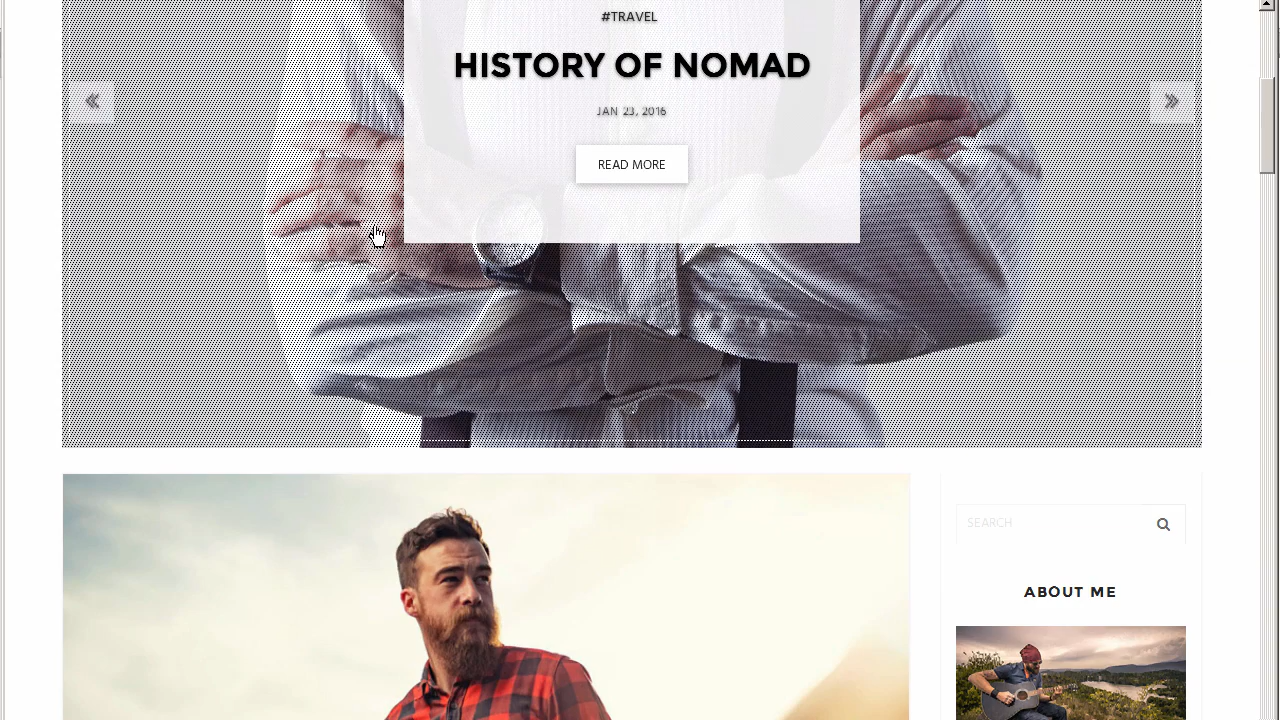 #TRAVEL
HISTORY OF NOMAD
JAN 23, 2016
READ MORE
SEARCH
ABOUT ME